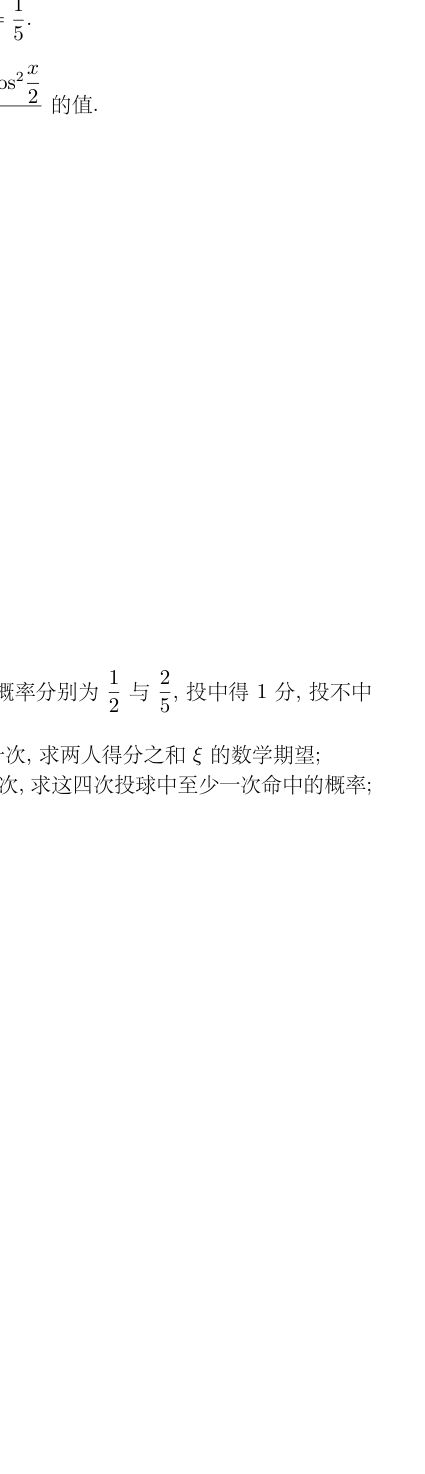 = 1/5.
os² x/2 的值.
概率分别为 1/2 与 2/5, 投中得 1 分, 投不中
次, 求两人得分之和 ξ 的数学期望;
次, 求这四次投球中至少一次命中的概率;